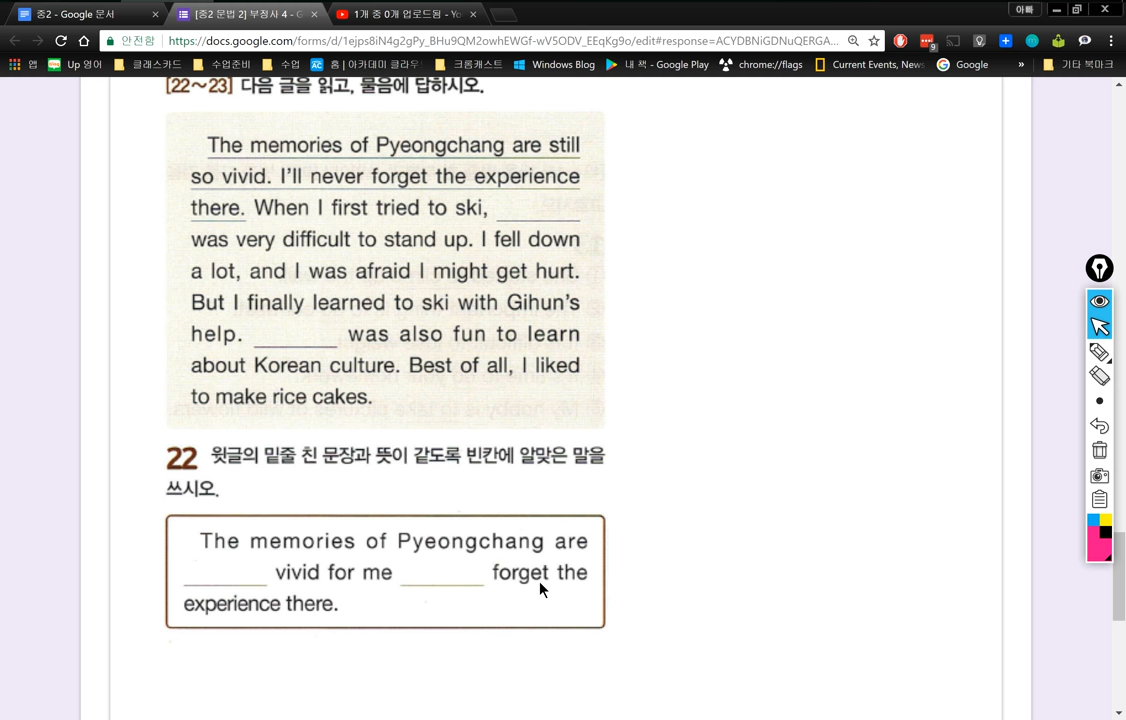 중2 - Google 문서
[중2 문법 2] 부정사 4 - G
1개 중 0개 업로드됨 - Yo
아빠
안전함
https://docs.google.com/forms/d/1ejps8iN4g2gPy_BHu9QM2owhEWGf-wV5ODV_EEqKg9o/edit#response=ACYDBNiGDNuQERGA...
9
앱
Up 영어
클래스카드
수업준비
수업
홈 | 아카데미 클라우
크롬캐스트
Windows Blog
내 책 - Google Play
chrome://flags
Current Events, News
Google
»
기타 북마크
[22～23] 다음 글을 읽고, 물음에 답하시오.
The memories of Pyeongchang are still
so vivid. I'll never forget the experience
there. When I first tried to ski, ________
was very difficult to stand up. I fell down
a lot, and I was afraid I might get hurt.
But I finally learned to ski with Gihun's
help. ________ was also fun to learn
about Korean culture. Best of all, I liked
to make rice cakes.
22 윗글의 밑줄 친 문장과 뜻이 같도록 빈칸에 알맞은 말을
쓰시오.
The memories of Pyeongchang are
________ vivid for me ________ forget the
experience there.